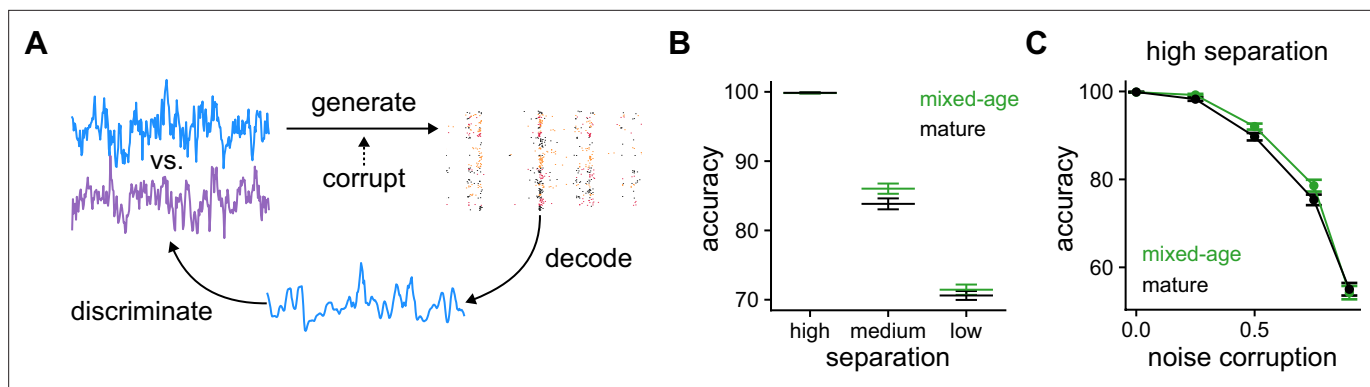 A
generate
vs.
corrupt
decode
discriminate
B
100
90
80
70
accuracy
mixed-age
mature
high
medium
low
separation
C
high separation
100
80
60
accuracy
mixed-age
mature
0.0
0.5
noise corruption